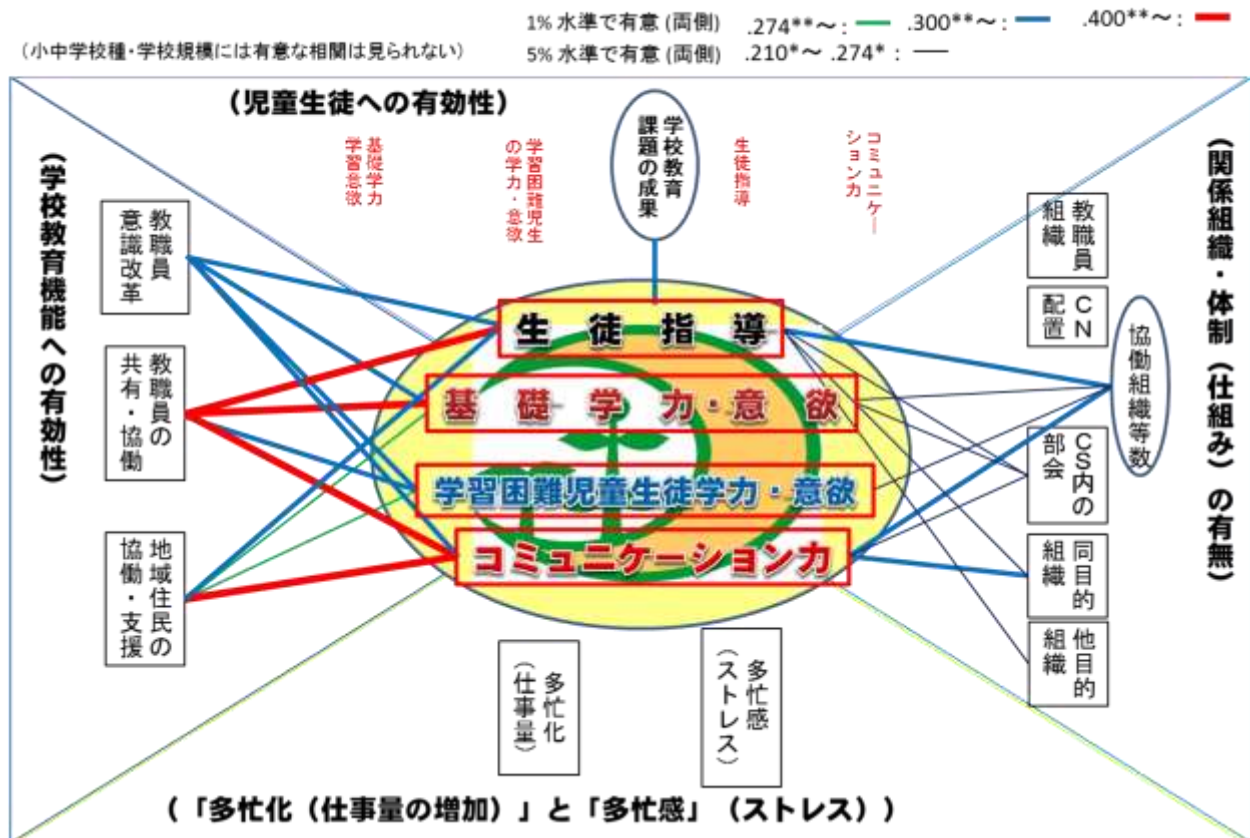 1% 水準で有意 (両側) .274**～: .300**～: .400**～:
（小中学校種・学校規模には有意な相関は見られない）
5% 水準で有意 (両側) .210*～ .274* :
（児童生徒への有効性）
基礎学力
学習意欲
学習困難児生
の学力・意欲
学校教育
課題の成果
生徒指導
コミュニケー
ション力
（学校教育機能への有効性）
教職員
意識改革
教職員の
共有・協働
地域住民の
協働・支援
生徒指導
基礎学力・意欲
学習困難児童生徒学力・意欲
コミュニケーション力
教職員
組織
CN
配置
協働組織等数
CS内の
部会
同目的
組織
他目的
組織
（関係組織・体制（仕組み）の有無）
多忙化
（仕事量）
多忙感
（ストレス）
（「多忙化（仕事量の増加）」と「多忙感」（ストレス））